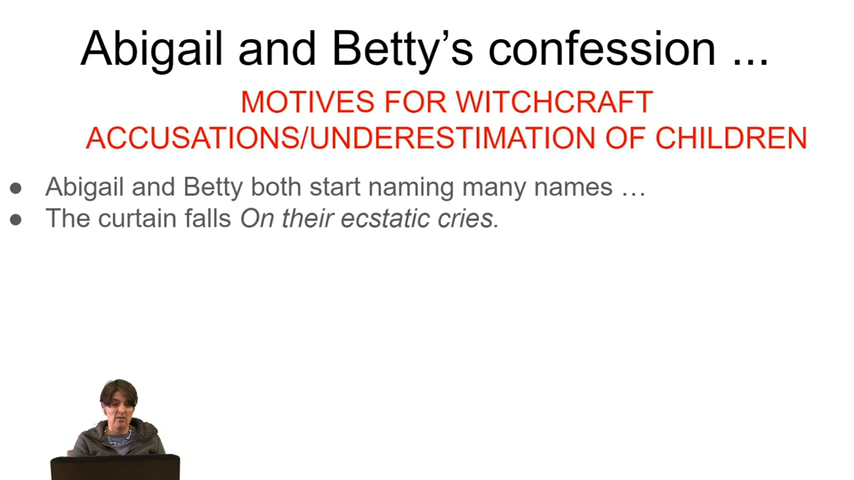 Abigail and Betty’s confession ...
MOTIVES FOR WITCHCRAFT
ACCUSATIONS/UNDERESTIMATION OF CHILDREN
● Abigail and Betty both start naming many names …
● The curtain falls On their ecstatic cries.